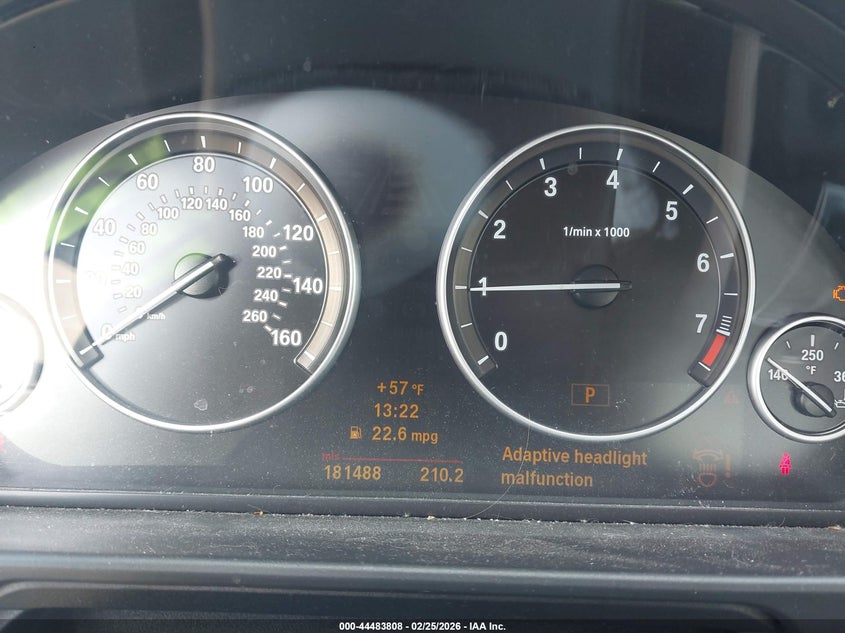 0 20 40 60 80 100 120 140 160
mph
20 40 60 80 100 120 140 160 180 200 220 240 260
km/h
0 1 2 3 4 5 6 7
1/min x 1000
140 250
°F
+57 °F
13:22
22.6 mpg
P
mls
181488 210.2
Adaptive headlight
malfunction
000-44483808 - 02/25/2026 - IAA Inc.